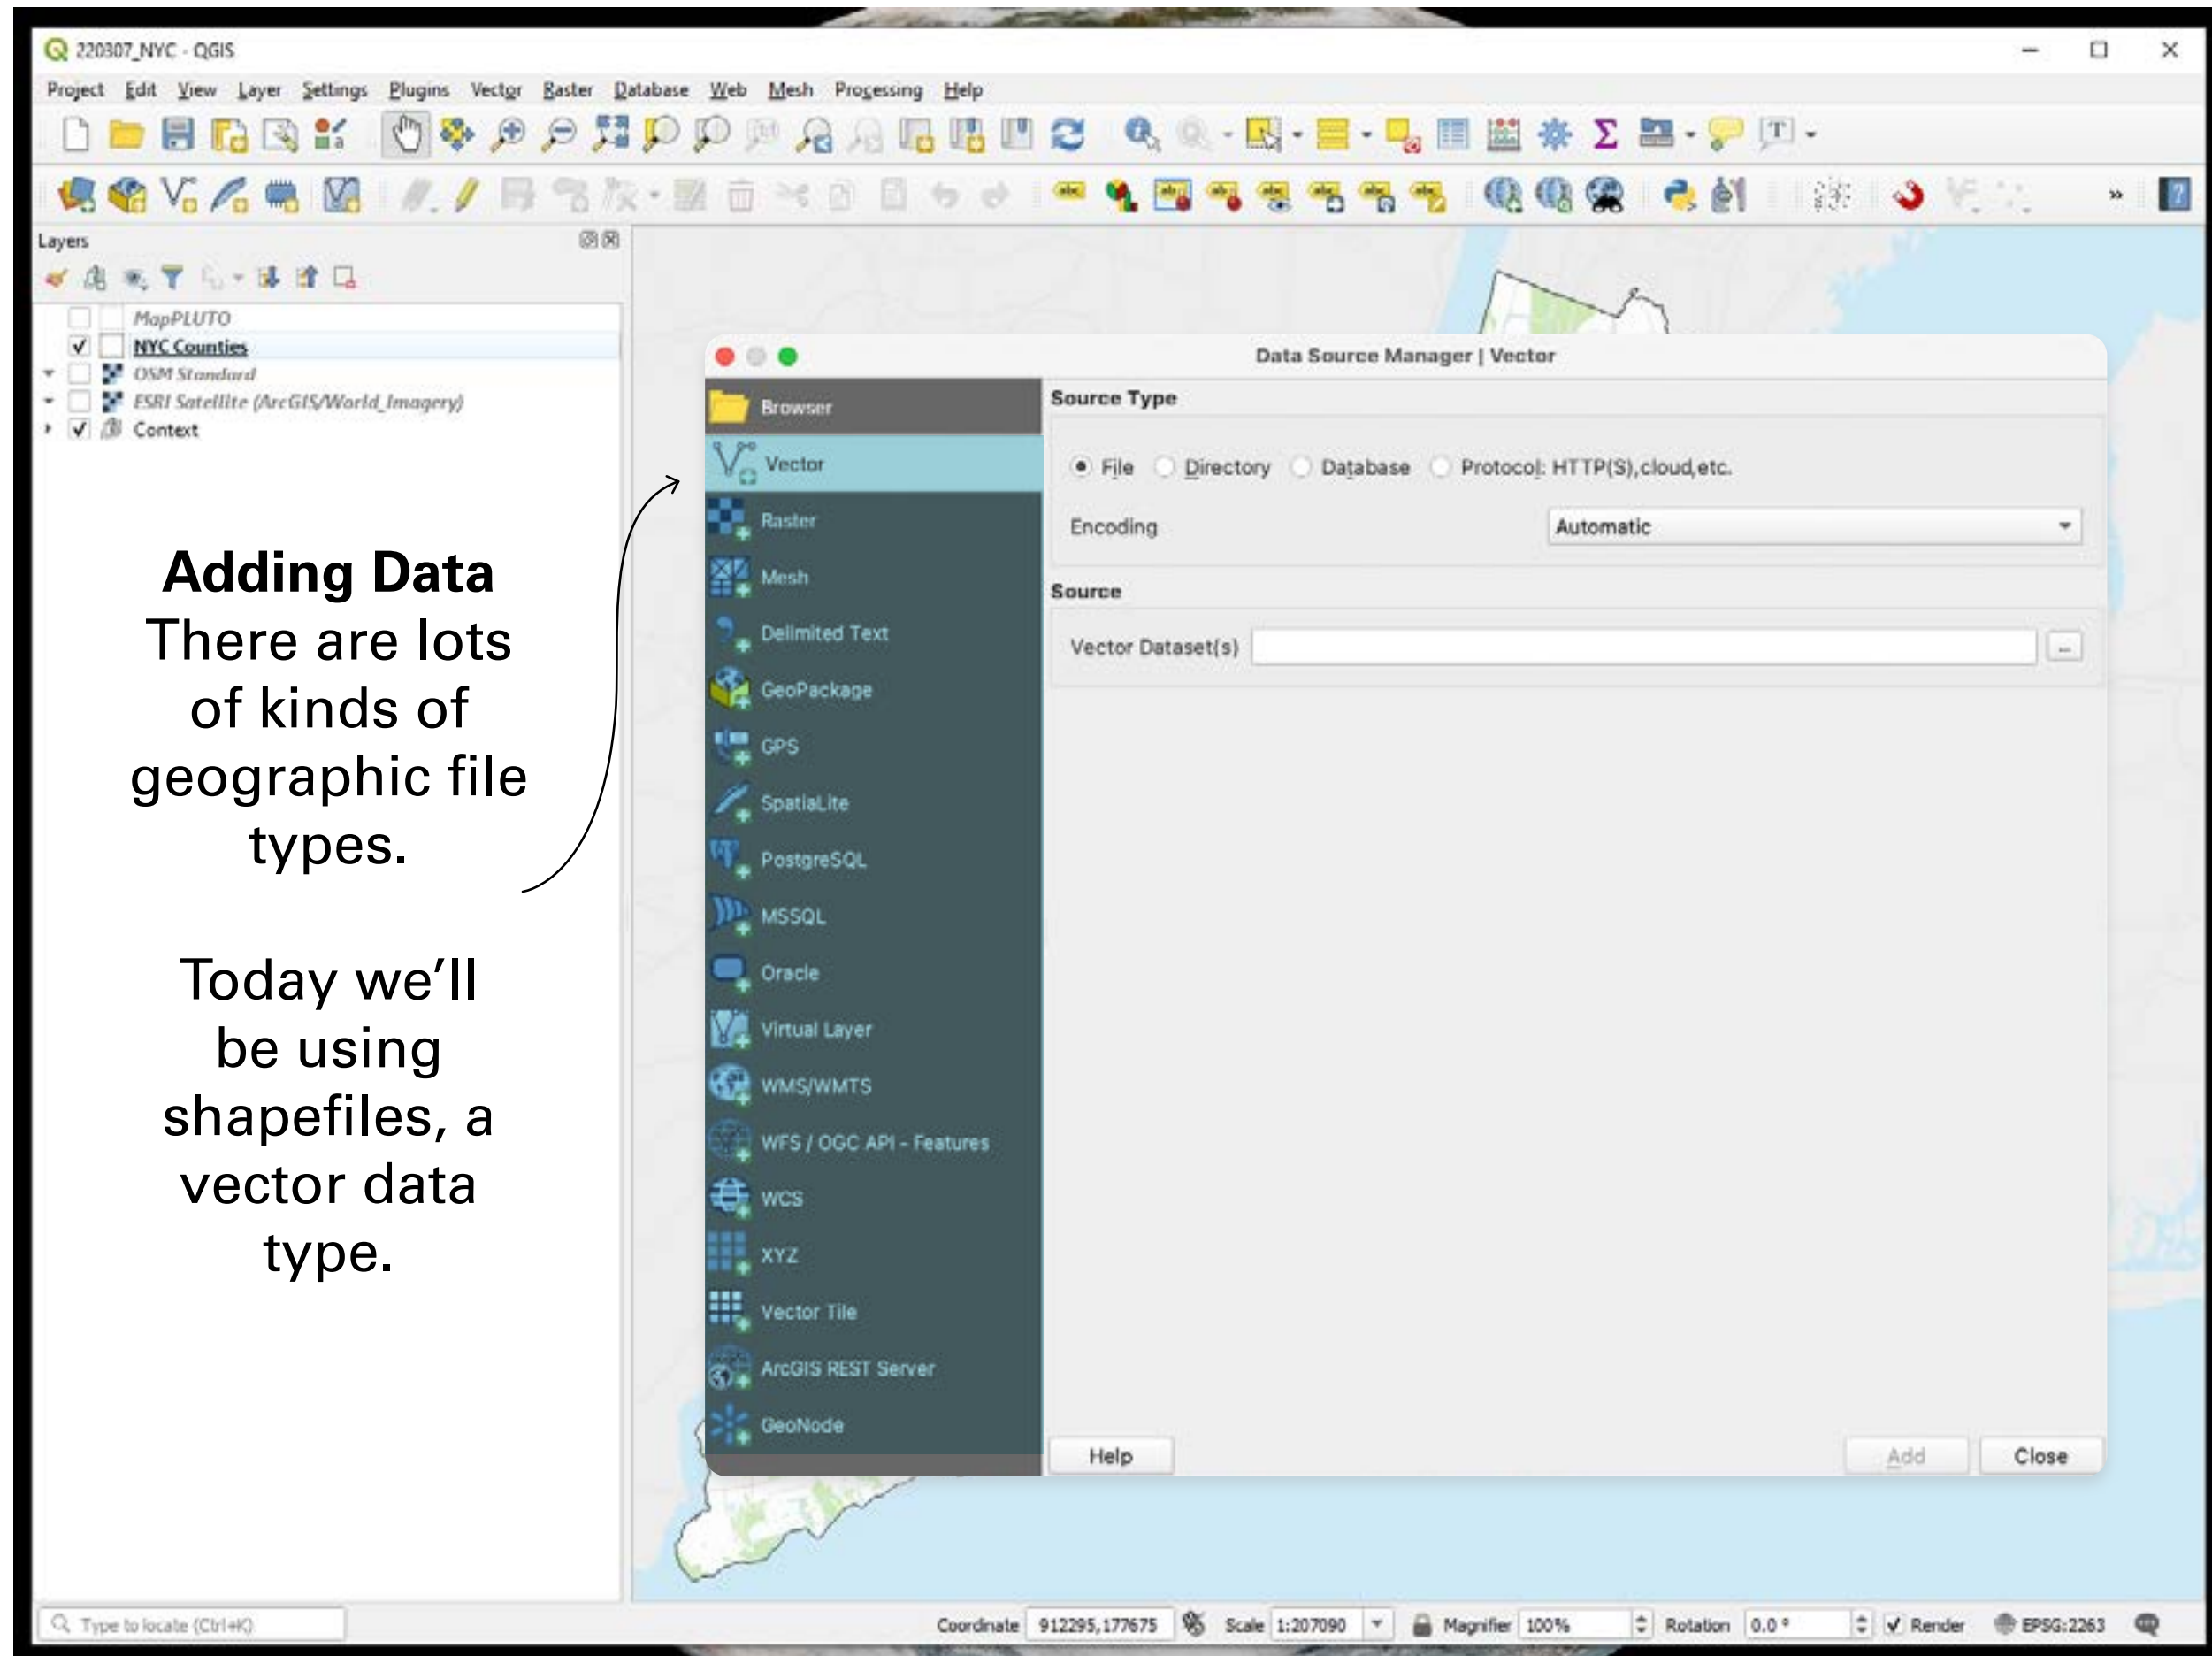 220307_NYC - QGIS
Project Edit View Layer Settings Plugins Vector Raster Database Web Mesh Processing Help
Layers
MapPLUTO
NYC Counties
OSM Standard
ESRI Satellite (ArcGIS/World_Imagery)
Context
Adding Data
There are lots
of kinds of
geographic file
types.
Today we'll
be using
shapefiles, a
vector data
type.
Data Source Manager | Vector
Browser
Vector
Raster
Mesh
Delimited Text
GeoPackage
GPS
SpatiaLite
PostgreSQL
MSSQL
Oracle
Virtual Layer
WMS/WMTS
WFS / OGC API - Features
WCS
XYZ
Vector Tile
ArcGIS REST Server
GeoNode
Source Type
File Directory Database Protocol: HTTP(S),cloud,etc.
Encoding Automatic
Source
Vector Dataset(s) ...
Help Add Close
Type to locate (Ctrl+K) Coordinate 912295,177675 Scale 1:207090 Magnifier 100% Rotation 0.0 ° Render EPSG:2263